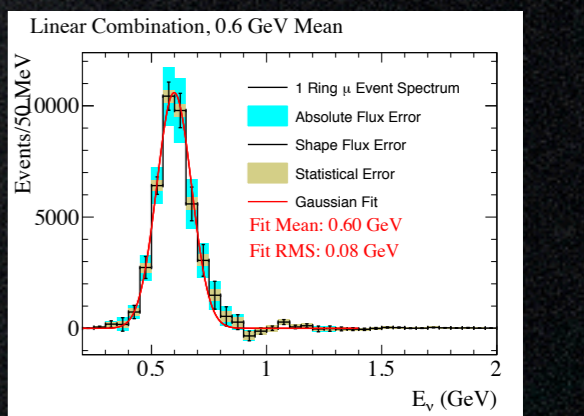 Linear Combination, 0.6 GeV Mean
Events/50 MeV
10000
5000
0
1 Ring μ Event Spectrum
Absolute Flux Error
Shape Flux Error
Statistical Error
Gaussian Fit
Fit Mean: 0.60 GeV
Fit RMS: 0.08 GeV
0.5
1
1.5
2
E_ν (GeV)